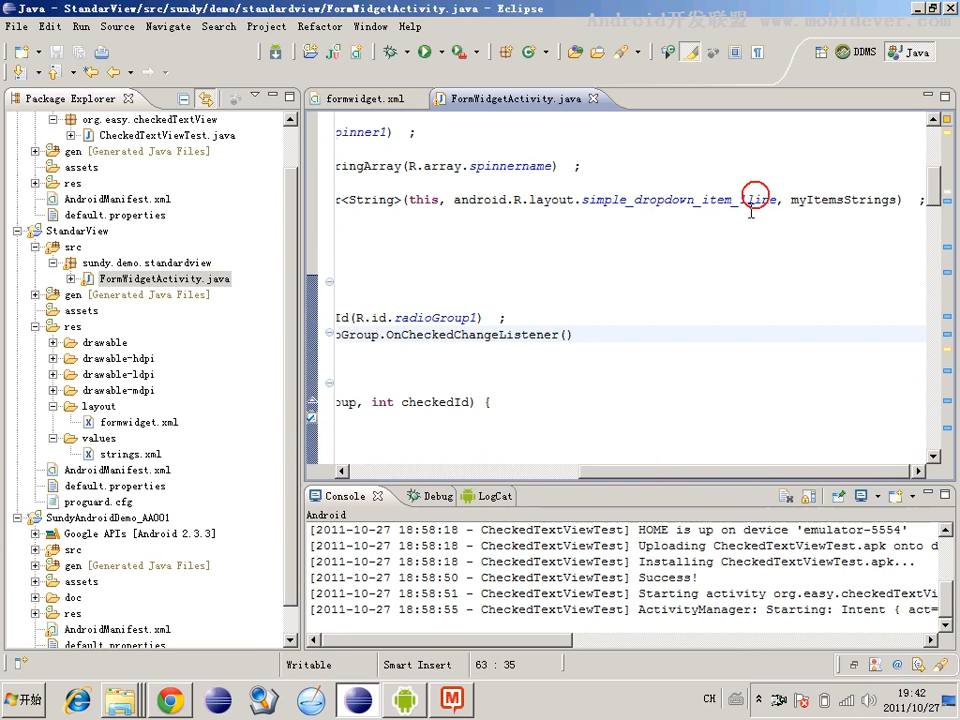 Java - StandarView/src/sundy/demo/standardview/FormWidgetActivity.java - Eclipse
Android开发联盟 www.mobidever.com
File Edit Run Source Navigate Search Project Refactor Window Help
DDMS Java
Package Explorer
formwidget.xml FormWidgetActivity.java
org.easy.checkedTextView
CheckedTextViewTest.java
gen [Generated Java Files]
assets
res
AndroidManifest.xml
default.properties
StandarView
src
sundy.demo.standardview
FormWidgetActivity.java
gen [Generated Java Files]
assets
res
drawable
drawable-hdpi
drawable-ldpi
drawable-mdpi
layout
formwidget.xml
values
strings.xml
AndroidManifest.xml
default.properties
proguard.cfg
SundyAndroidDemo_AA001
Google APIs [Android 2.3.3]
src
gen [Generated Java Files]
assets
doc
res
AndroidManifest.xml
default.properties
pinner1) ;
ringArray(R.array.spinnername) ;
r<String>(this, android.R.layout.simple_dropdown_item_1line, myItemsStrings) ;
Id(R.id.radioGroup1) ;
oGroup.OnCheckedChangeListener()
oup, int checkedId) {
Console Debug LogCat
Android
[2011-10-27 18:58:18 - CheckedTextViewTest] HOME is up on device 'emulator-5554'
[2011-10-27 18:58:18 - CheckedTextViewTest] Uploading CheckedTextViewTest.apk onto d
[2011-10-27 18:58:18 - CheckedTextViewTest] Installing CheckedTextViewTest.apk...
[2011-10-27 18:58:50 - CheckedTextViewTest] Success!
[2011-10-27 18:58:51 - CheckedTextViewTest] Starting activity org.easy.checkedTextVi
[2011-10-27 18:58:55 - CheckedTextViewTest] ActivityManager: Starting: Intent { act=
Writable Smart Insert 63 : 35
开始
CH
19:42
2011/10/27